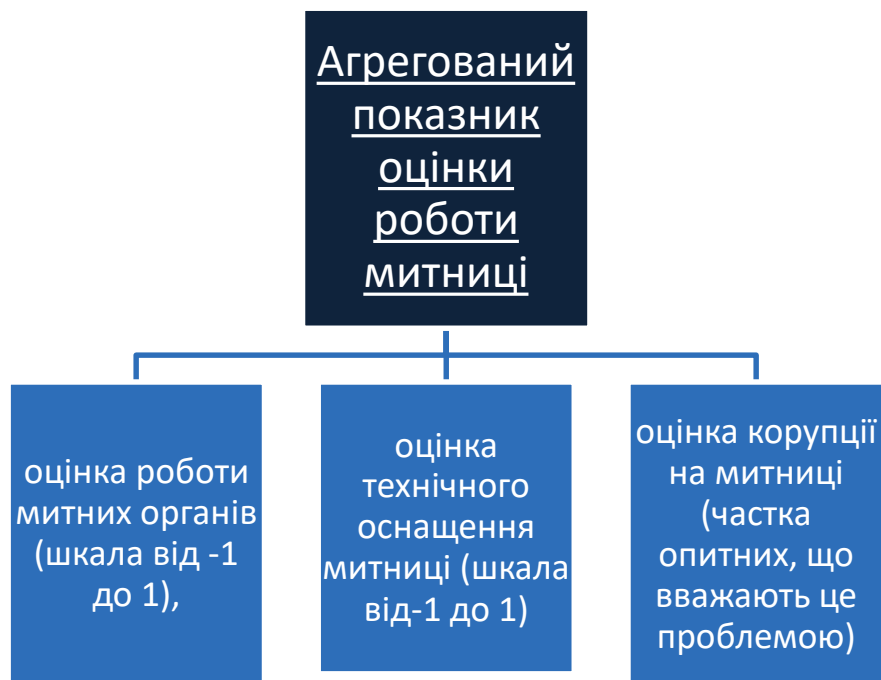 Агрегований
показник
оцінки
роботи
митниці
оцінка роботи
митних органів
(шкала від -1
до 1),
оцінка
технічного
оснащення
митниці (шкала
від-1 до 1)
оцінка корупції
на митниці
(частка
опитних, що
вважають це
проблемою)